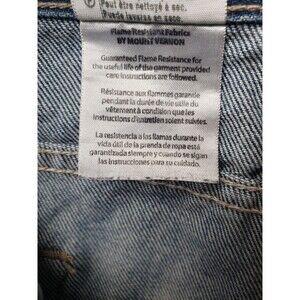 Peut être nettoyé à sec.
Puede lavarse en seco.
Flame Resistant Fabrics
BY MOUNT VERNON
Guaranteed Flame Resistance for
the useful life of the garment provided
care instructions are followed.
Résistance aux flammes garantie
pendant la durée de vie utile du
vêtement à condition que les
instructions d'entretien soient suivies.
La resistencia a las llamas durante la
vida útil de la prenda de ropa está
garantizada siempre y cuando se sigan
las instrucciones para su cuidado.